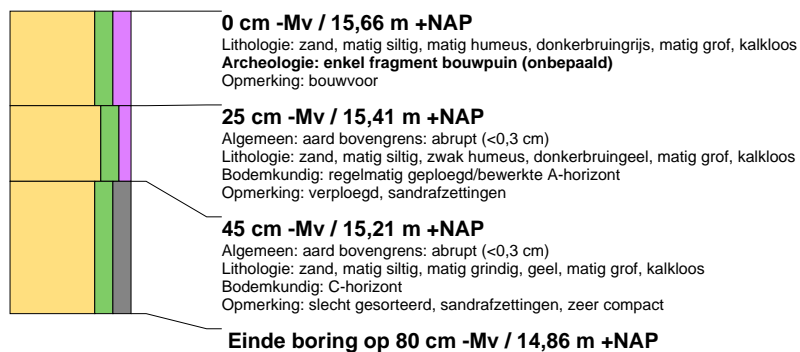 0 cm -Mv / 15,66 m +NAP
Lithologie: zand, matig siltig, matig humeus, donkerbruingrijs, matig grof, kalkloos
Archeologie: enkel fragment bouwpuin (onbepaald)
Opmerking: bouwvoor
25 cm -Mv / 15,41 m +NAP
Algemeen: aard bovengrens: abrupt (<0,3 cm)
Lithologie: zand, matig siltig, zwak humeus, donkerbruingeel, matig grof, kalkloos
Bodemkundig: regelmatig geploegd/bewerkte A-horizont
Opmerking: verploegd, sandrafzettingen
45 cm -Mv / 15,21 m +NAP
Algemeen: aard bovengrens: abrupt (<0,3 cm)
Lithologie: zand, matig siltig, matig grindig, geel, matig grof, kalkloos
Bodemkundig: C-horizont
Opmerking: slecht gesorteerd, sandrafzettingen, zeer compact
Einde boring op 80 cm -Mv / 14,86 m +NAP